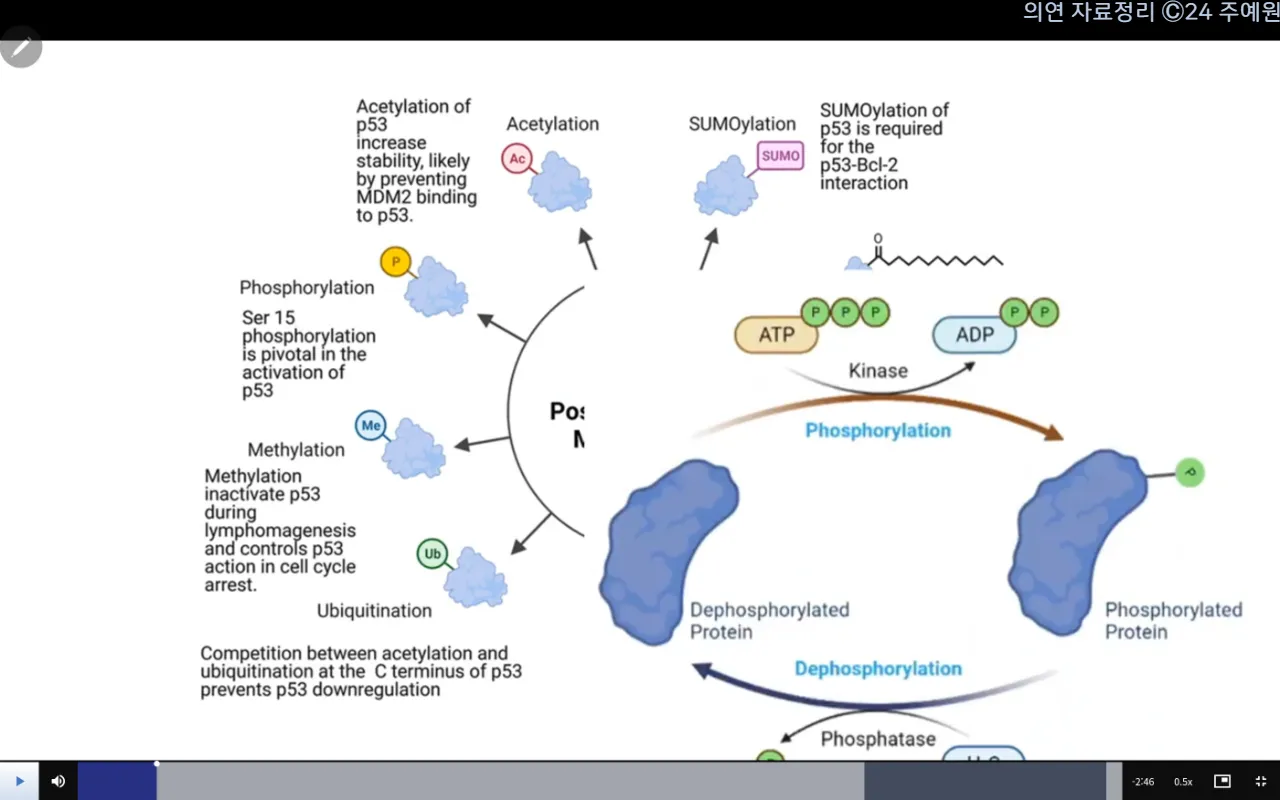 의연 자료정리 Ⓒ24 주예원
Acetylation of
p53
increase
stability, likely
by preventing
MDM2 binding
to p53.
Acetylation
Ac
SUMOylation
SUMO
SUMOylation of
p53 is required
for the
p53-Bcl-2
interaction
O
P
Phosphorylation
Ser 15
phosphorylation
is pivotal in the
activation of
p53
Me
Methylation
Methylation
inactivate p53
during
lymphomagenesis
and controls p53
action in cell cycle
arrest.
Ub
Ubiquitination
Competition between acetylation and
ubiquitination at the C terminus of p53
prevents p53 downregulation
ATP
P P P
ADP
P P
Kinase
Phosphorylation
P
Dephosphorylated
Protein
Phosphorylated
Protein
Dephosphorylation
Phosphatase
-2:46
0.5x